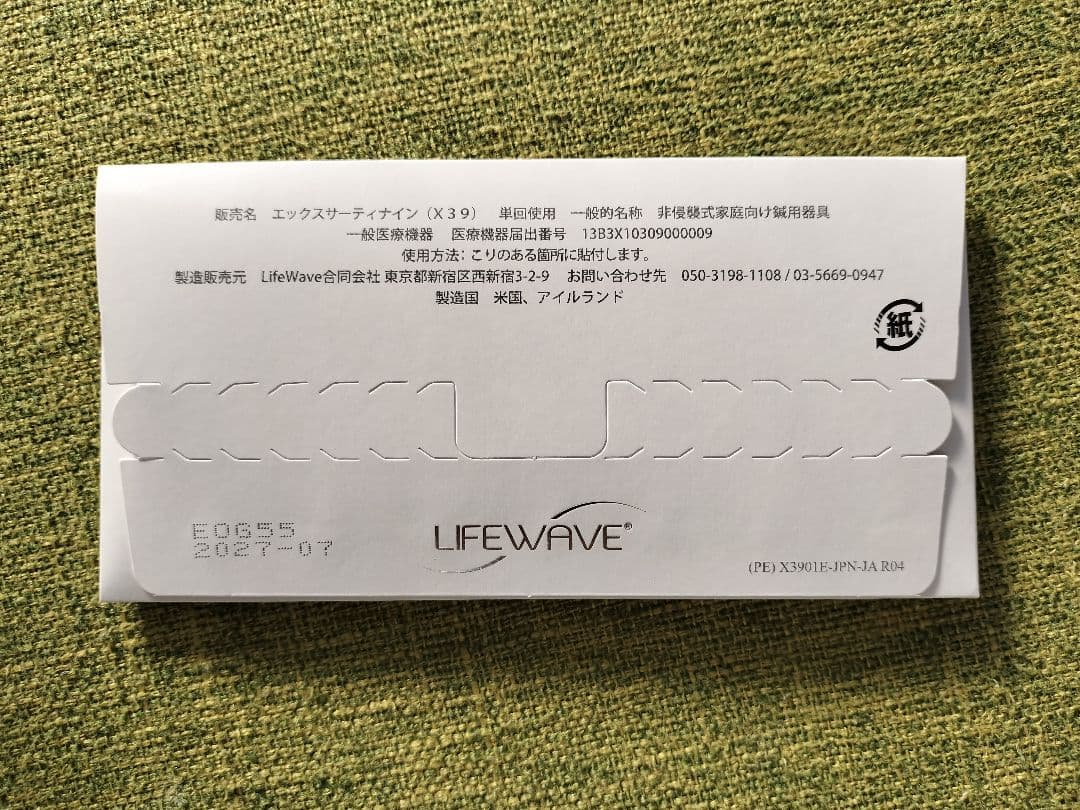 販売名　エックスサーティナイン（X３９）　単回使用　一般的名称　非侵襲式家庭向け鍼用器具
一般医療機器　医療機器届出番号　13B3X10309000009
使用方法：こりのある箇所に貼付します。
製造販売元　LifeWave合同会社 東京都新宿区西新宿3-2-9　お問い合わせ先　050-3198-1108 / 03-5669-0947
製造国　米国、アイルランド
紙
EOG55
2027-07
LIFEWAVE®
(PE) X3901E-JPN-JA R04